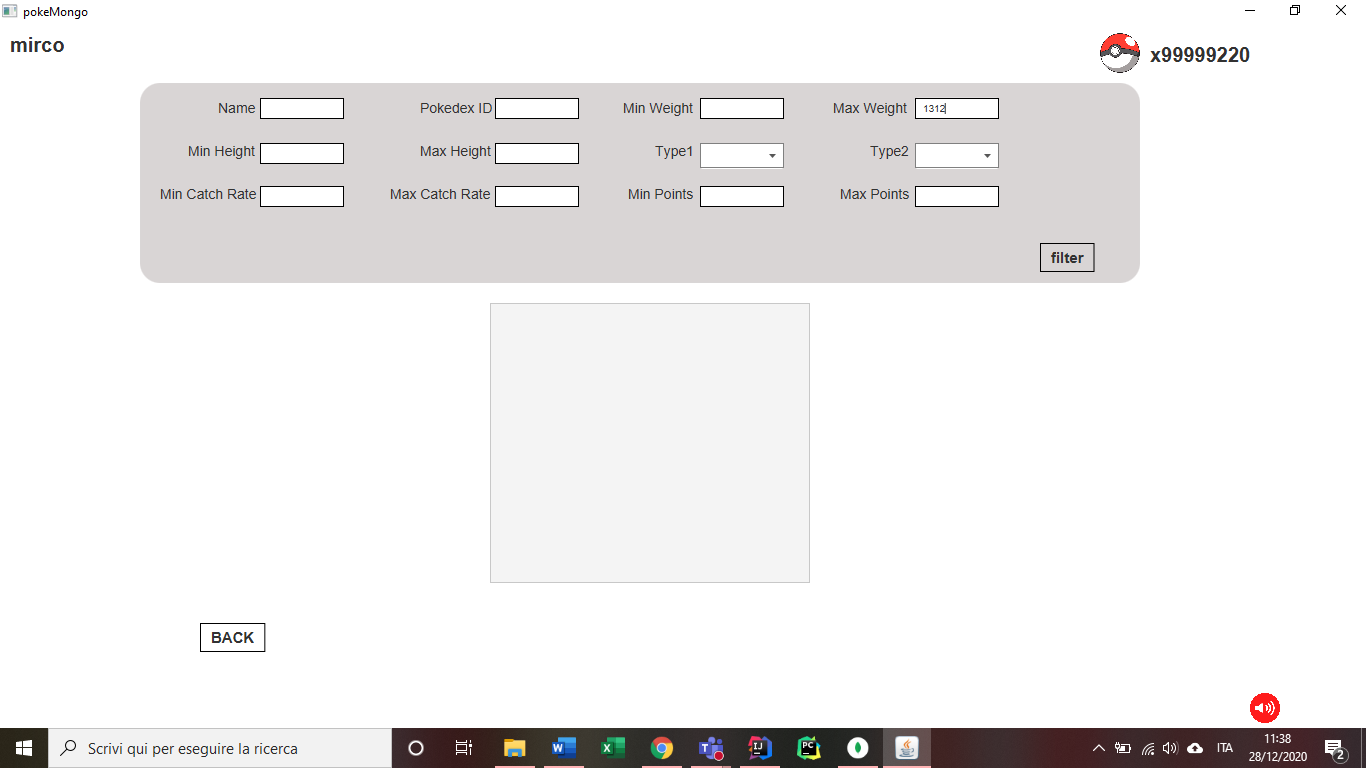 pokeMongo
mirco
x99999220
Name Pokedex ID Min Weight Max Weight 1312
Min Height Max Height Type1 Type2
Min Catch Rate Max Catch Rate Min Points Max Points
filter
BACK
Scrivi qui per eseguire la ricerca
W X IJ PC ITA
11:38
28/12/2020
2